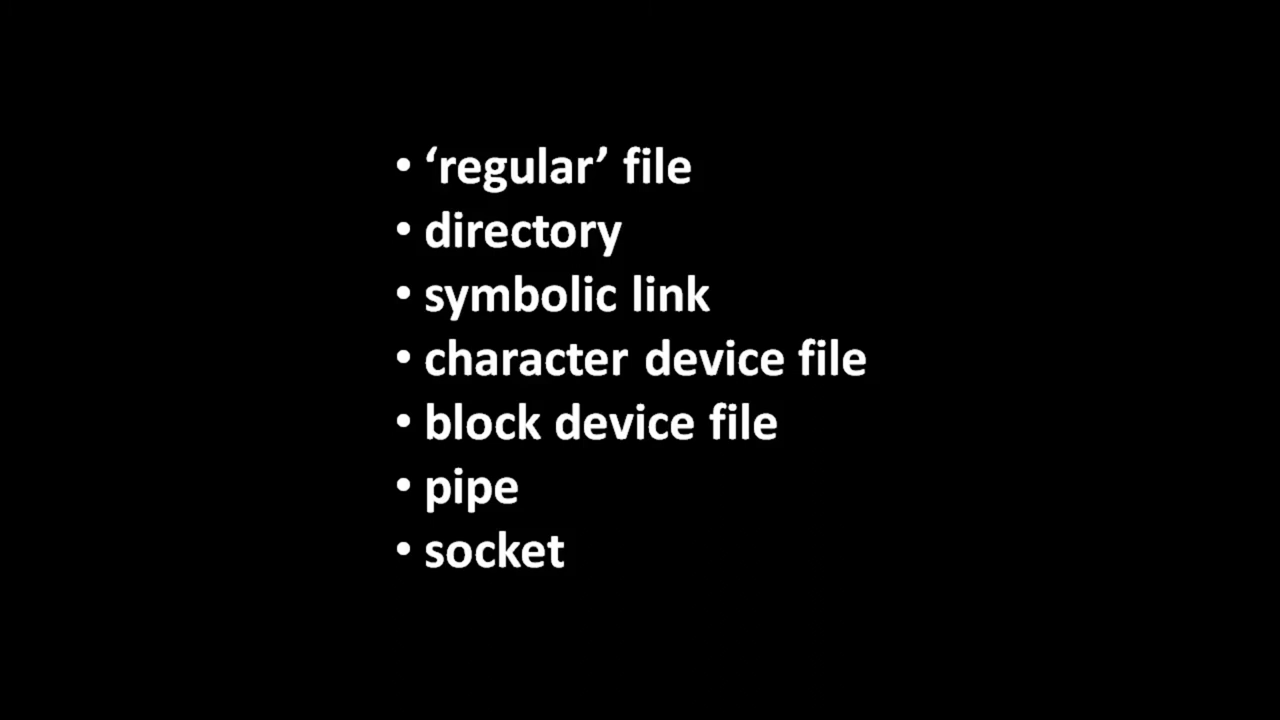 • ‘regular’ file
• directory
• symbolic link
• character device file
• block device file
• pipe
• socket